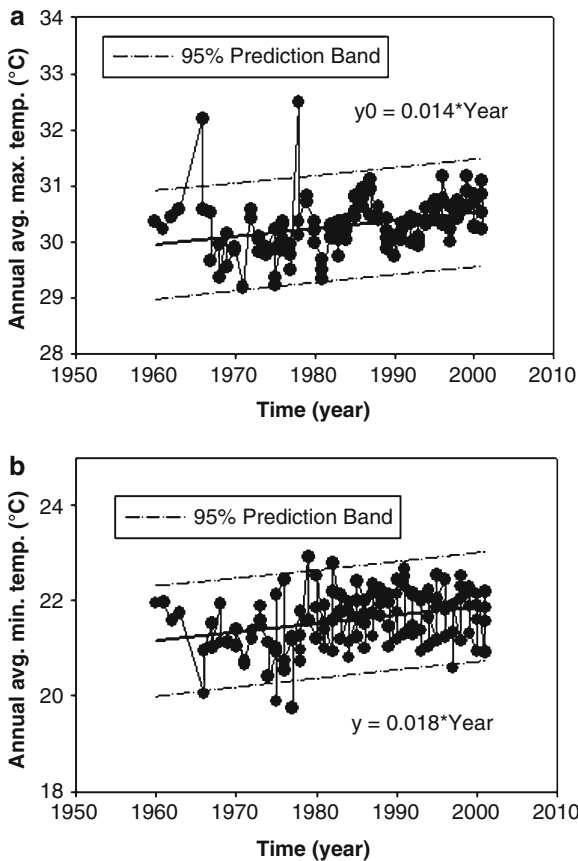 a
34
33
32
31
30
29
28
Annual avg. max. temp. (°C)
95% Prediction Band
y0 = 0.014*Year
1950 1960 1970 1980 1990 2000 2010
Time (year)
b
24
22
20
18
Annual avg. min. temp. (°C)
95% Prediction Band
y = 0.018*Year
1950 1960 1970 1980 1990 2000 2010
Time (year)